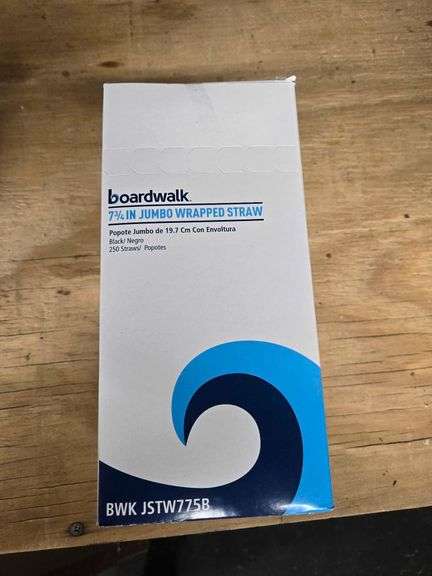 boardwalk™
7¾ IN JUMBO WRAPPED STRAW
Popote Jumbo de 19.7 Cm Con Envoltura
Black/ Negro
250 Straws/ Popotes
BWK JSTW775B